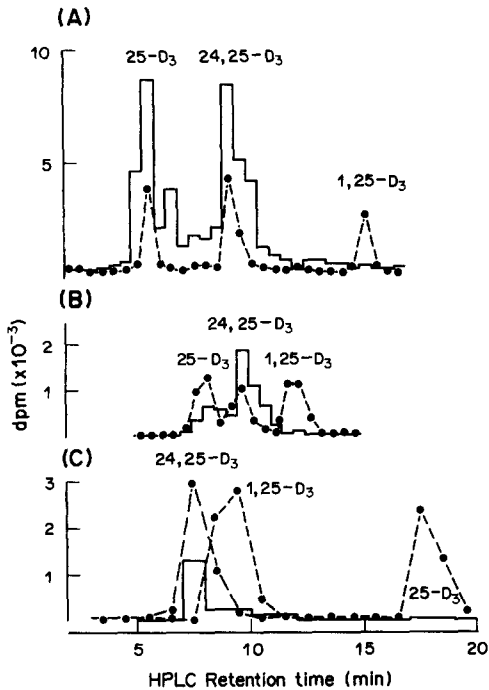 (A)
25-D₃ 24,25-D₃
10
5
1,25-D₃
(B)
24,25-D₃
2
25-D₃ 1,25-D₃
1
dpm (x10⁻³)
(C)
24,25-D₃
3
1,25-D₃
2
1
25-D₃
5 10 15 20
HPLC Retention time (min)